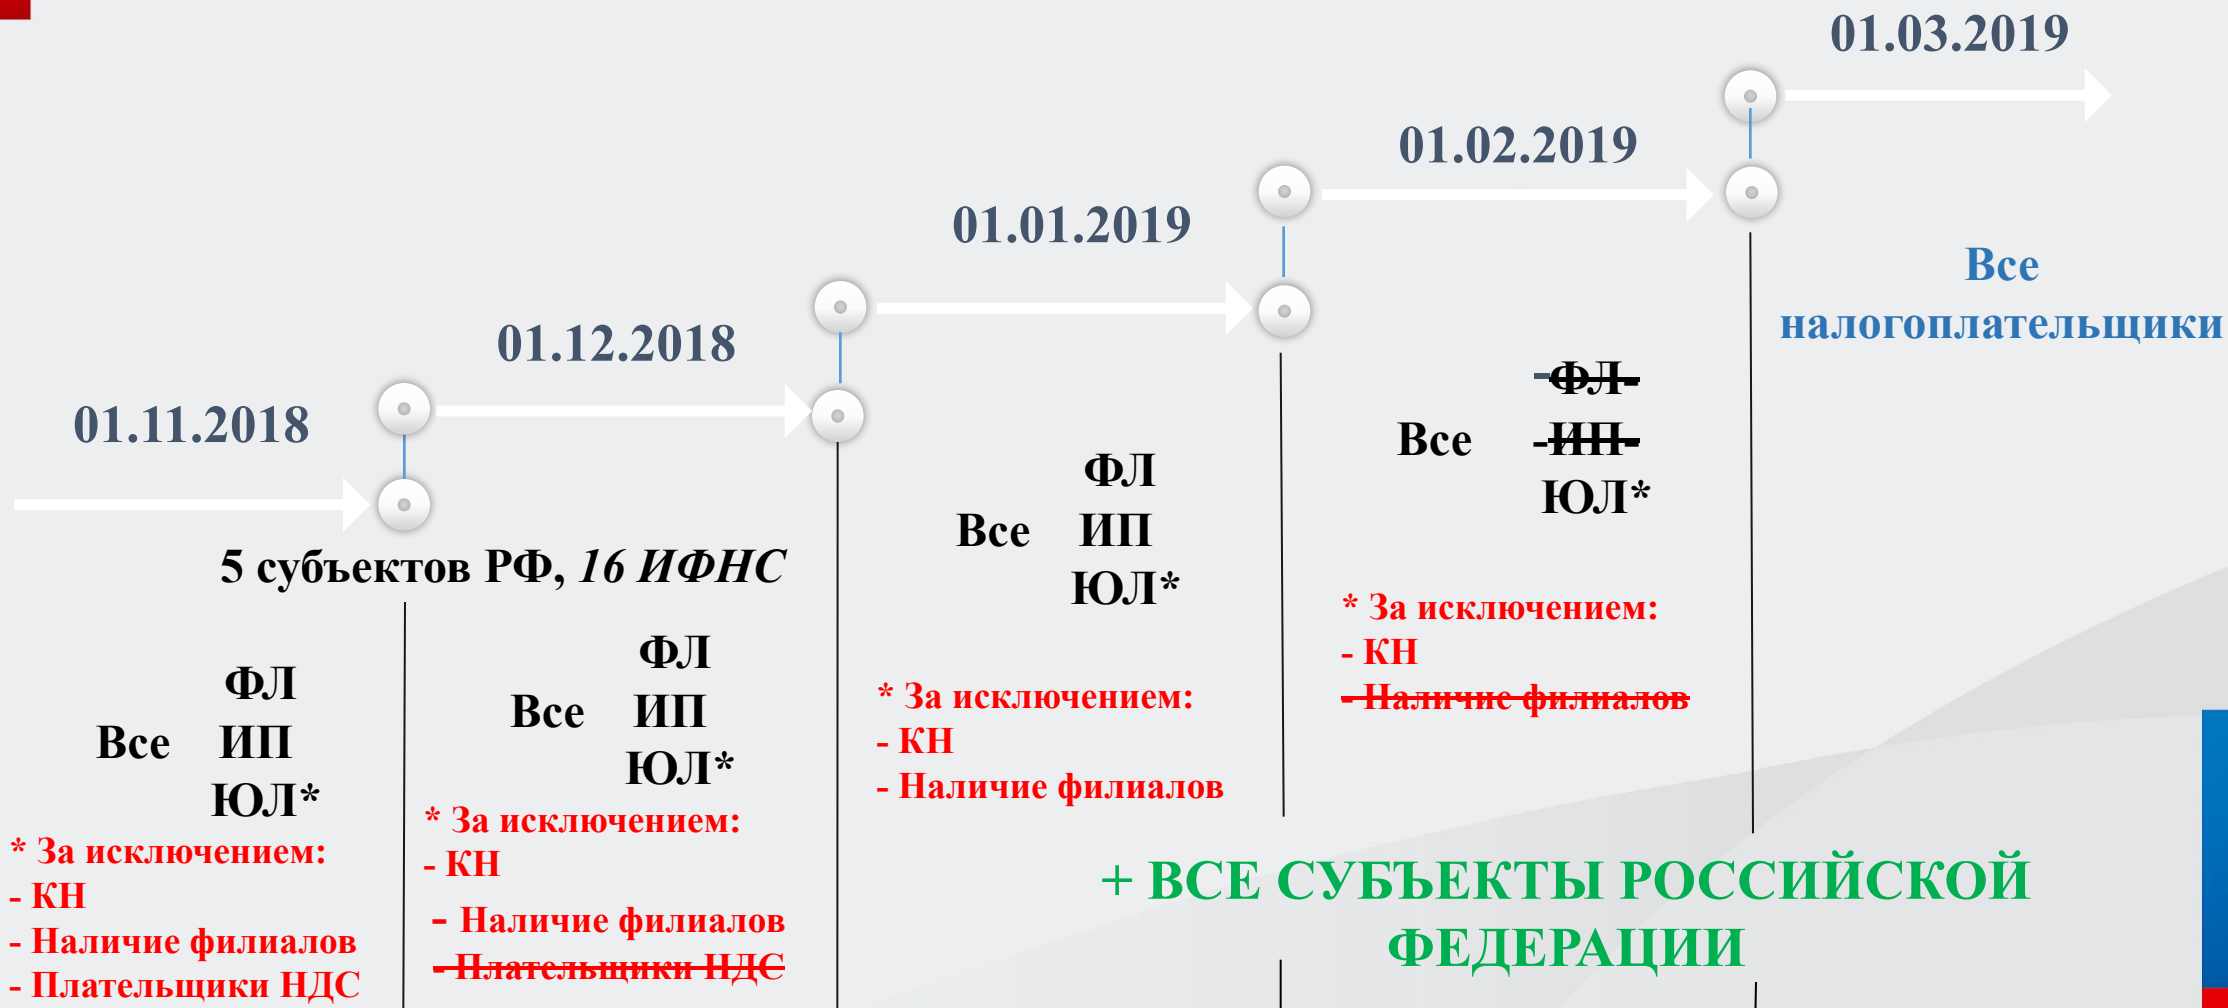 01.11.2018
5 субъектов РФ, 16 ИФНС
ФЛ
Все ИП
ЮЛ*
* За исключением:
- КН
- Наличие филиалов
- Плательщики НДС
01.12.2018
ФЛ
Все ИП
ЮЛ*
* За исключением:
- КН
- Наличие филиалов
- Плательщики НДС
01.01.2019
ФЛ
Все ИП
ЮЛ*
* За исключением:
- КН
- Наличие филиалов
01.02.2019
-ФЛ-
Все -ИП-
ЮЛ*
* За исключением:
- КН
- Наличие филиалов
01.03.2019
Все
налогоплательщики
+ ВСЕ СУБЪЕКТЫ РОССИЙСКОЙ
ФЕДЕРАЦИИ